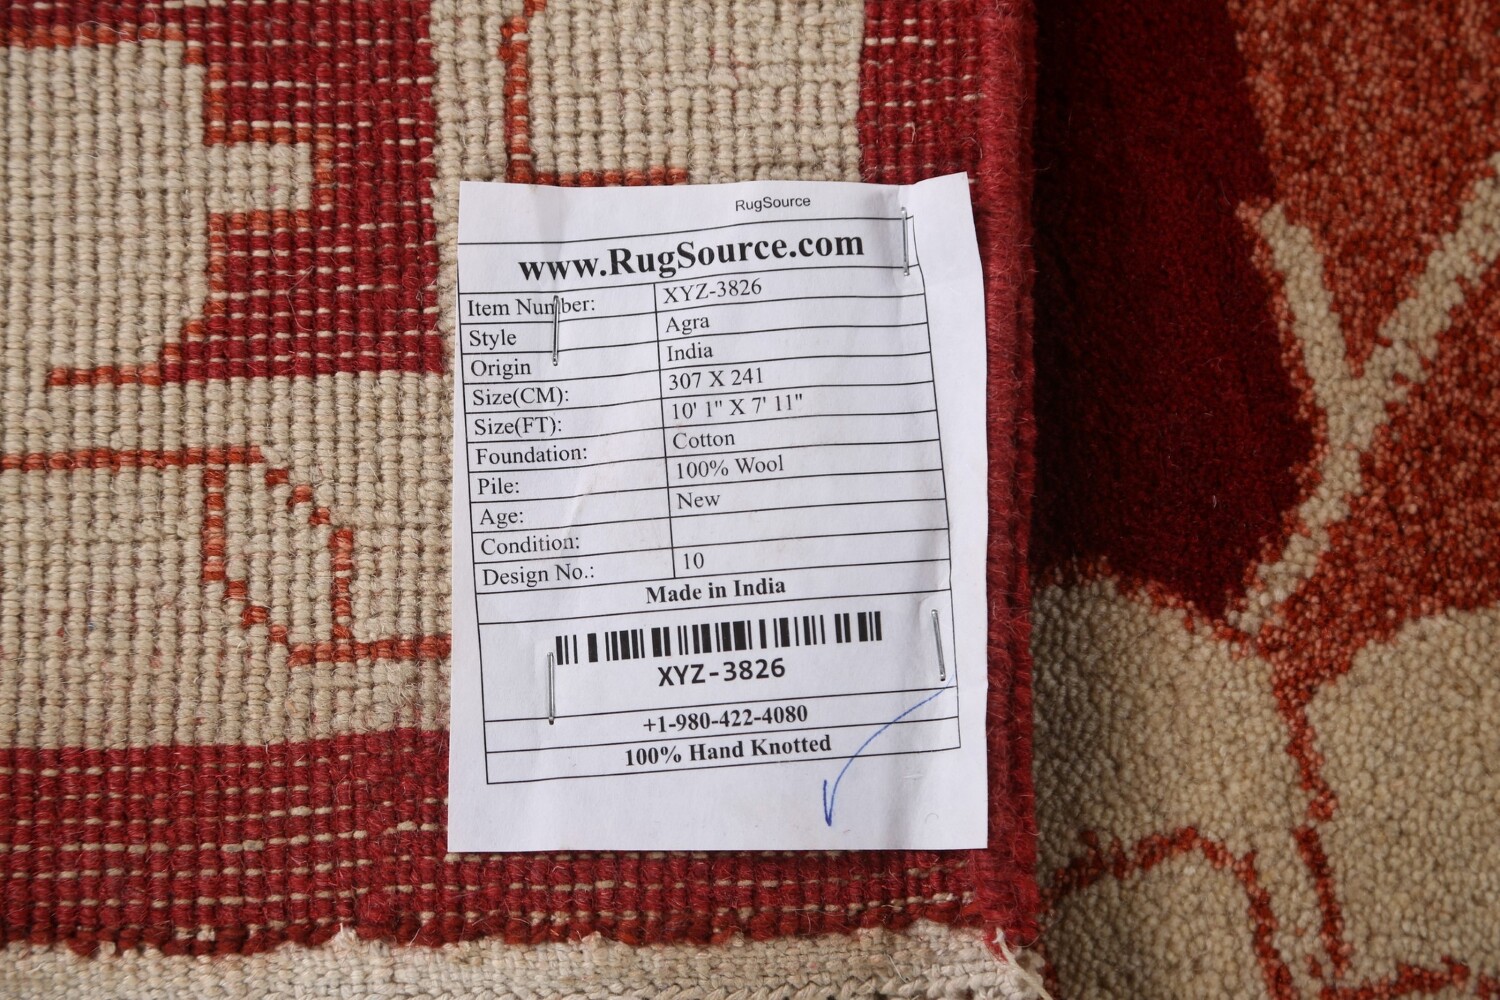 RugSource
www.RugSource.com
Item Number: XYZ-3826
Style Agra
Origin India
Size(CM): 307 X 241
Size(FT): 10' 1" X 7' 11"
Foundation: Cotton
Pile: 100% Wool
Age: New
Condition:
Design No.: 10
Made in India
XYZ-3826
+1-980-422-4080
100% Hand Knotted